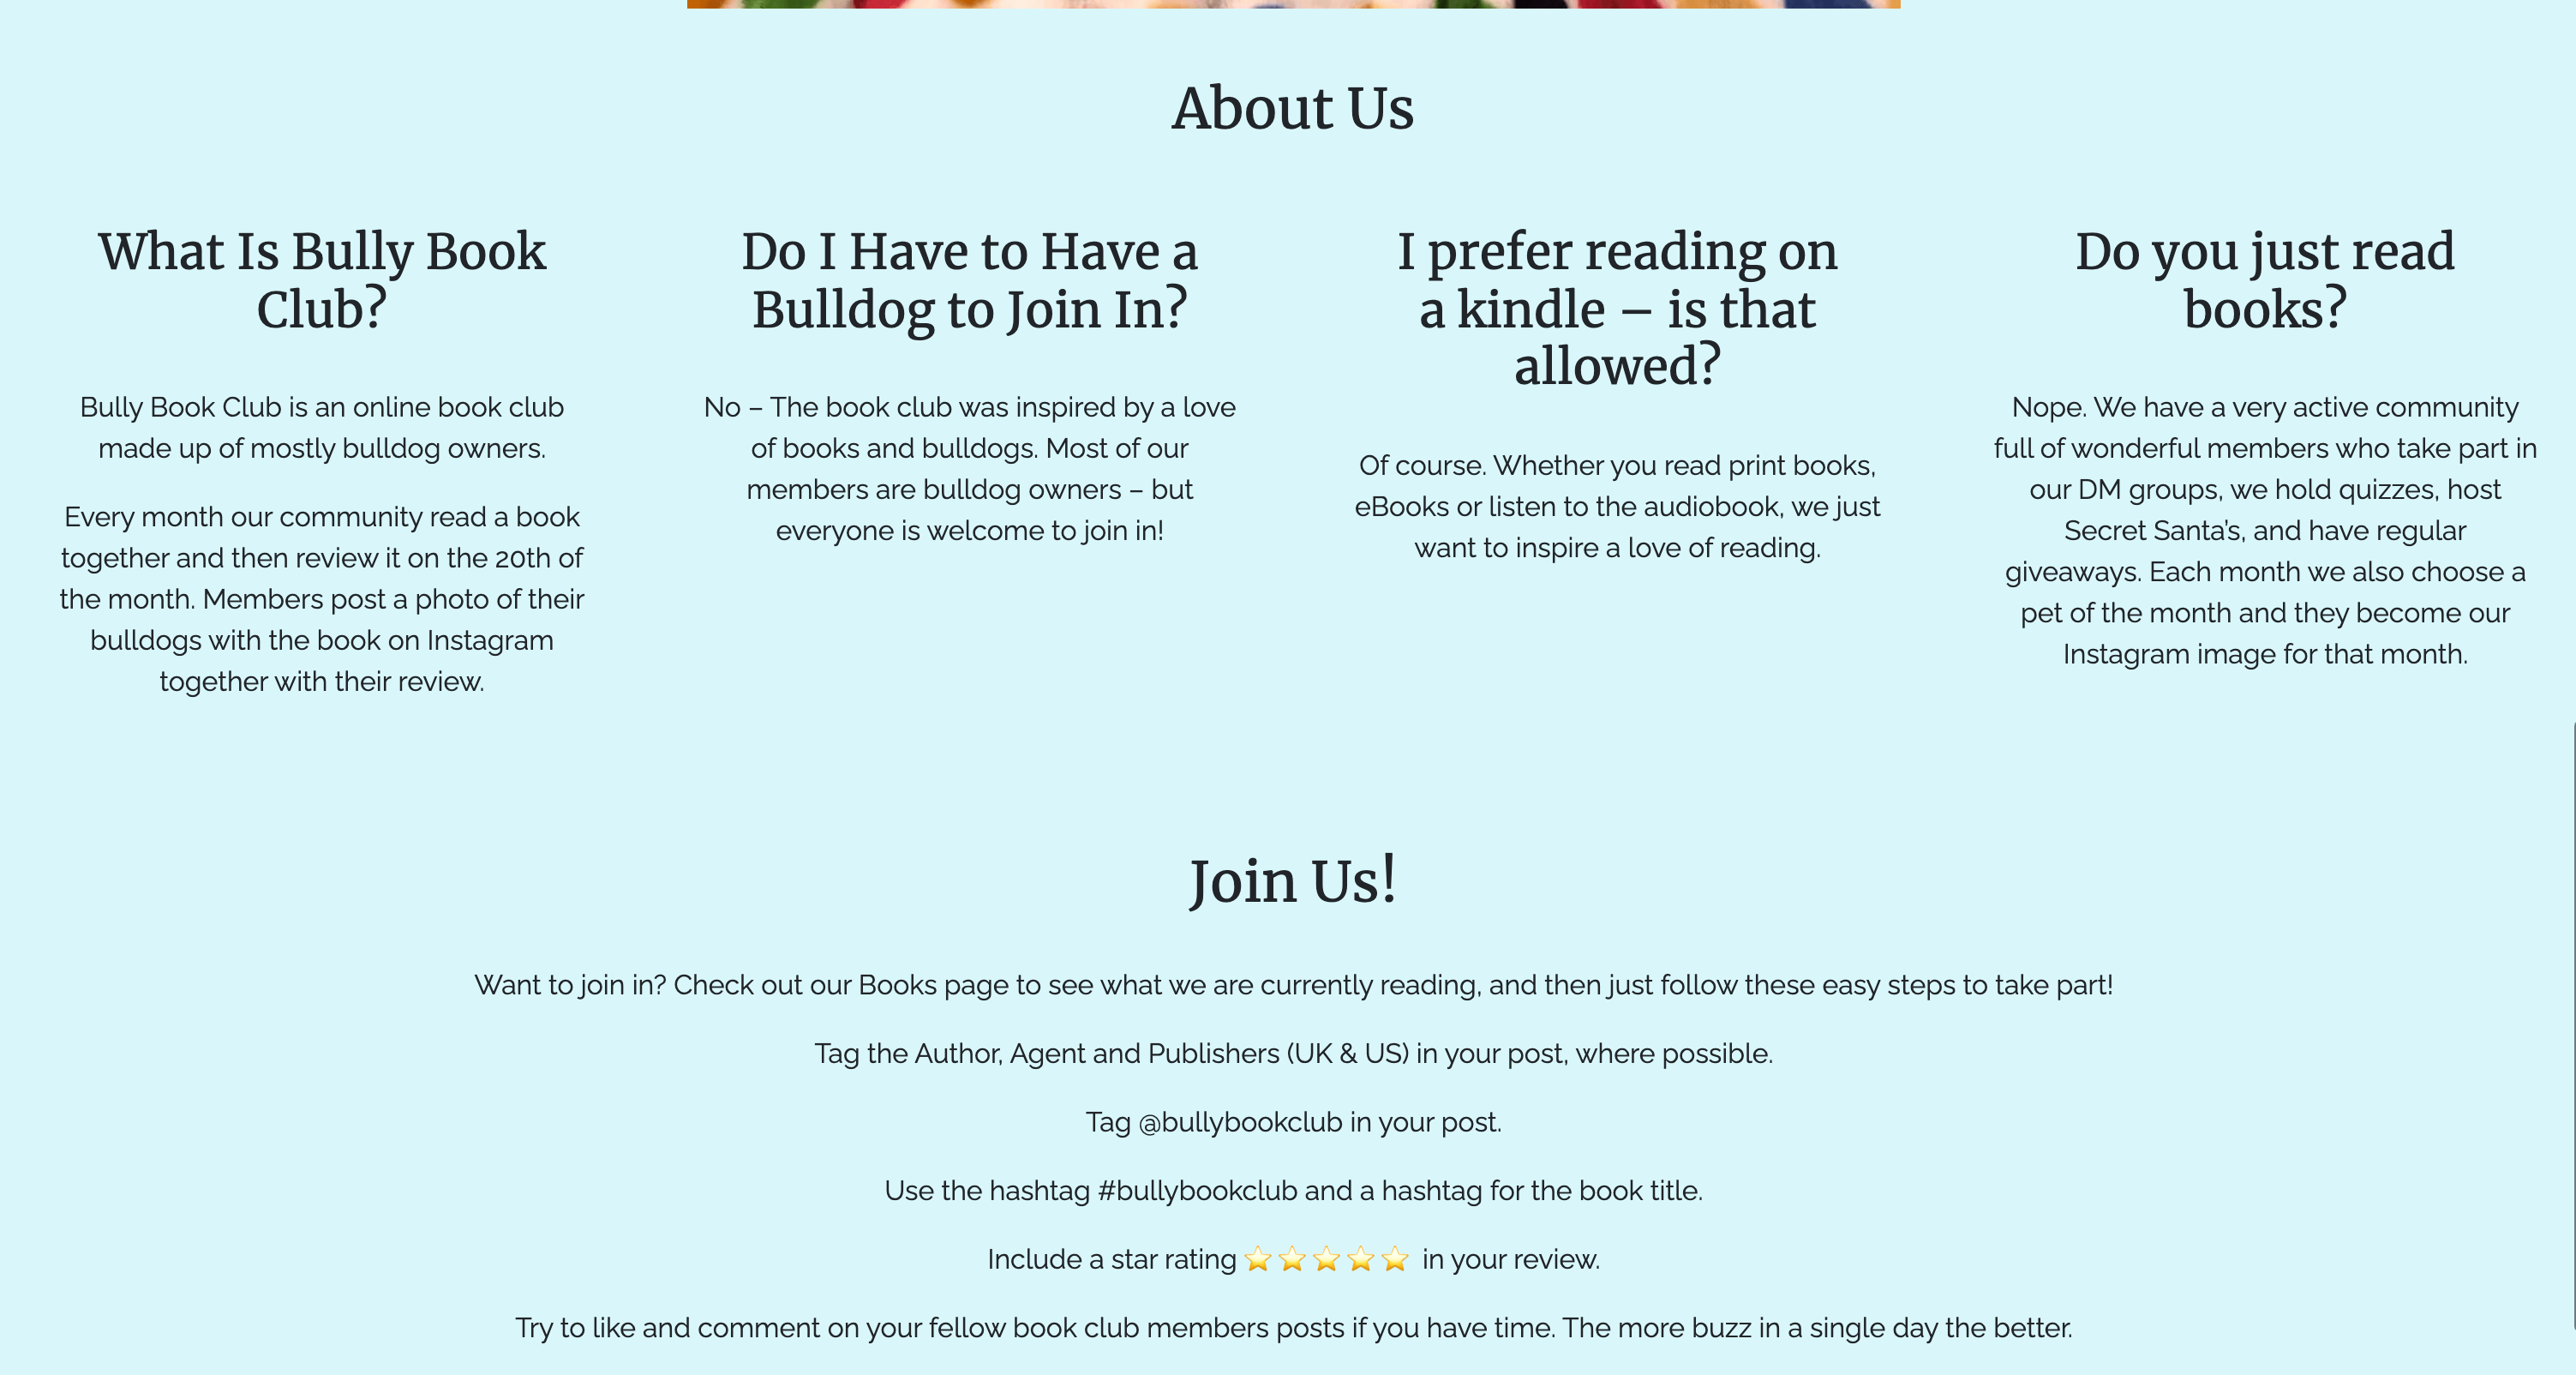 About Us
What Is Bully Book
Club?
Bully Book Club is an online book club
made up of mostly bulldog owners.
Every month our community read a book
together and then review it on the 20th of
the month. Members post a photo of their
bulldogs with the book on Instagram
together with their review.
Do I Have to Have a
Bulldog to Join In?
No – The book club was inspired by a love
of books and bulldogs. Most of our
members are bulldog owners – but
everyone is welcome to join in!
I prefer reading on
a kindle – is that
allowed?
Of course. Whether you read print books,
eBooks or listen to the audiobook, we just
want to inspire a love of reading.
Do you just read
books?
Nope. We have a very active community
full of wonderful members who take part in
our DM groups, we hold quizzes, host
Secret Santa's, and have regular
giveaways. Each month we also choose a
pet of the month and they become our
Instagram image for that month.
Join Us!
Want to join in? Check out our Books page to see what we are currently reading, and then just follow these easy steps to take part!
Tag the Author, Agent and Publishers (UK & US) in your post, where possible.
Tag @bullybookclub in your post.
Use the hashtag #bullybookclub and a hashtag for the book title.
Include a star rating ⭐⭐⭐⭐⭐ in your review.
Try to like and comment on your fellow book club members posts if you have time. The more buzz in a single day the better.